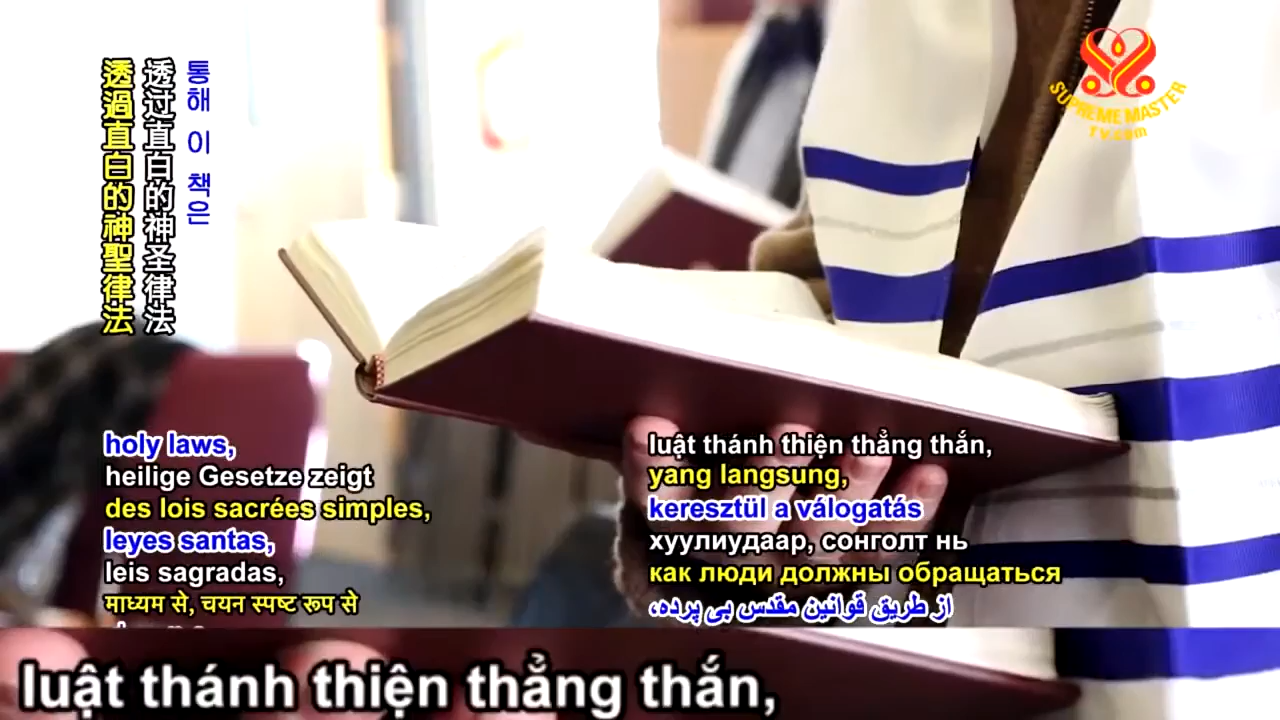 통해 이 책은
透过直白的神圣律法
透過直白的神聖律法
SUPREME MASTER
TV.com
holy laws,
heilige Gesetze zeigt
des lois sacrées simples,
leyes santas,
leis sagradas,
माध्यम से, चयन स्पष्ट रूप से
luật thánh thiện thẳng thắn,
yang langsung,
keresztül a válogatás
хуулиудаар, сонголт нь
как люди должны обращаться
از طریق قوانین مقدس بی پرده،
luật thánh thiện thẳng thắn,